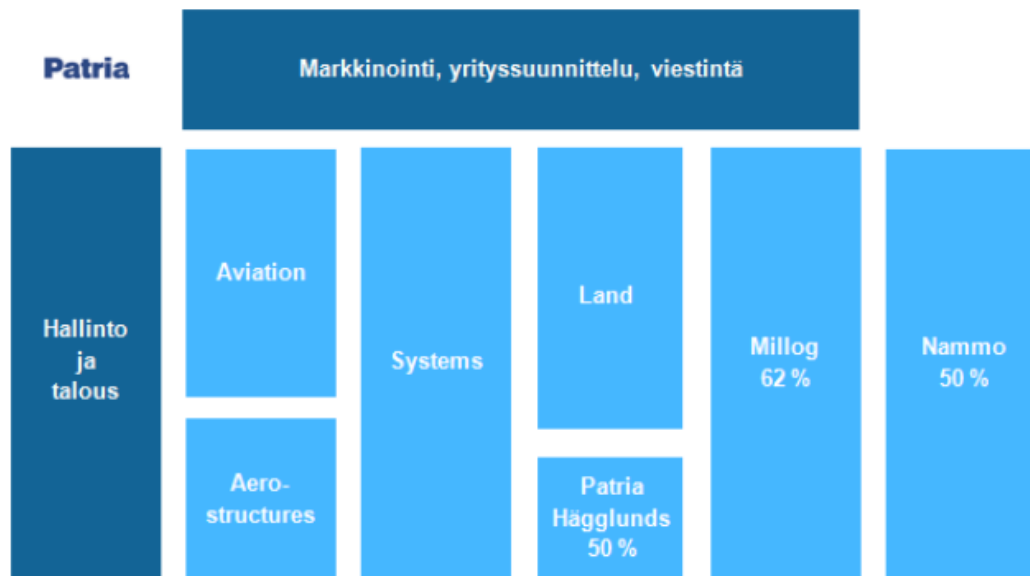 Patria
Markkinointi, yrityssuunnittelu, viestintä
Hallinto
ja
talous
Aviation
Aero-
structures
Systems
Land
Patria
Hägglunds
50 %
Millog
62 %
Nammo
50 %